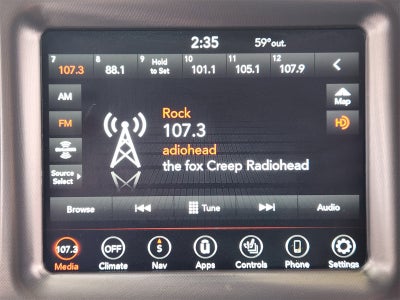 2:35 59°out.
7 8 9 Hold 10 11 12
107.3 88.1 to Set 101.1 105.1 107.9
AM
Map
Rock
FM
107.3
HD
adiohead
the fox Creep Radiohead
Source
Select
Browse Tune Audio
107.3 OFF S
Media Climate Nav Apps Controls Phone Settings